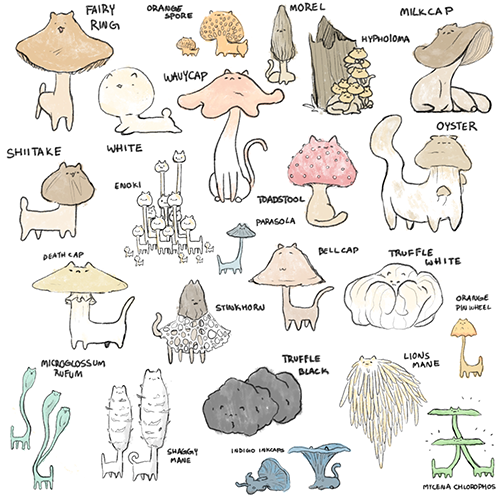 FAIRY
RING
ORANGE
SPORE
MOREL
MILKCAP
HYPHOLOMA
WAVYCAP
SHIITAKE
WHITE
ENOKI
TOADSTOOL
OYSTER
PARASOLA
DEATH CAP
STINKHORN
BELLCAP
TRUFFLE
WHITE
ORANGE
PINWHEEL
MICROGLOSSUM
RUFUM
SHAGGY
MANE
TRUFFLE
BLACK
LIONS
MANE
INDIGO INKCAPS
MYCENA CHLOROPHOS